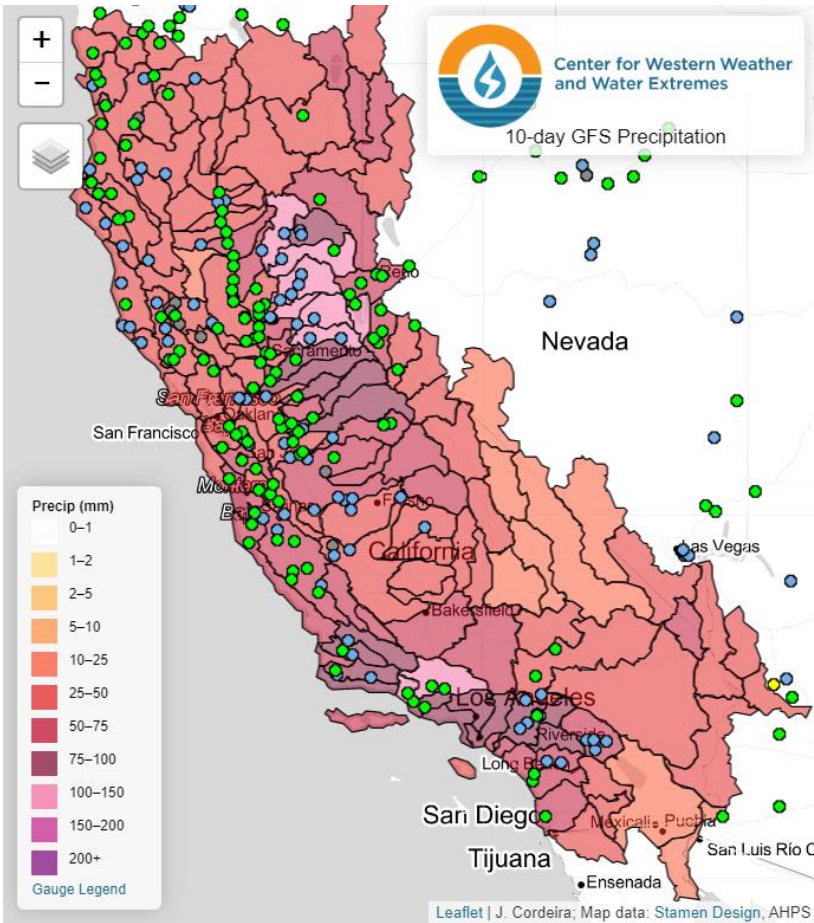 +
−
Center for Western Weather
and Water Extremes
10-day GFS Precipitation
Reno
Nevada
Sacramento
San Francisco
Oakland
San Francisco
Fresno
California
Las Vegas
Bakersfield
Los Angeles
Riverside
Long Beach
San Diego
Mexicali
Tijuana
San Luis Río C
Ensenada
Precip (mm)
0–1
1–2
2–5
5–10
10–25
25–50
50–75
75–100
100–150
150–200
200+
Gauge Legend
Leaflet | J. Cordeira; Map data: Stamen Design, AHPS